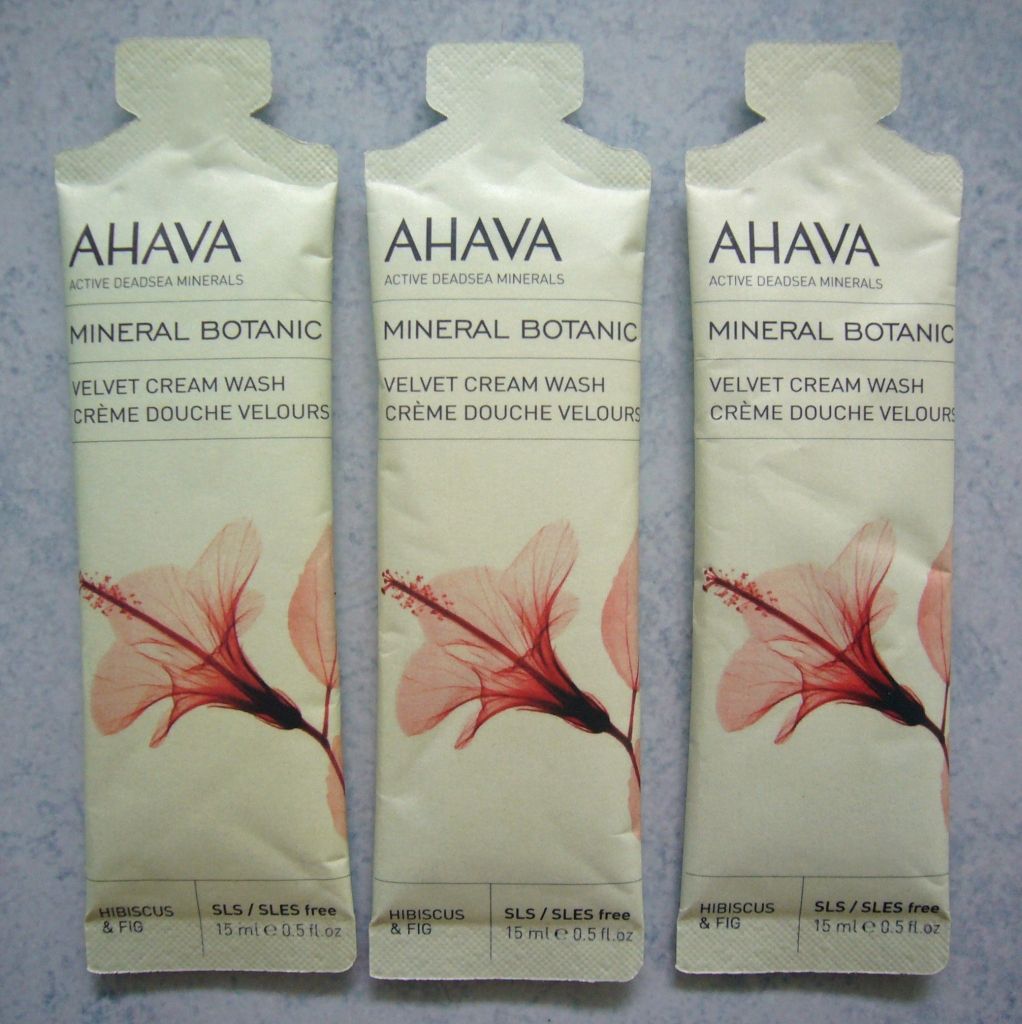 AHAVA
ACTIVE DEADSEA MINERALS
MINERAL BOTANIC
VELVET CREAM WASH
CRÈME DOUCHE VELOURS
HIBISCUS
& FIG
SLS / SLES free
15 ml e 0.5 fl.oz
AHAVA
ACTIVE DEADSEA MINERALS
MINERAL BOTANIC
VELVET CREAM WASH
CRÈME DOUCHE VELOURS
HIBISCUS
& FIG
SLS / SLES free
15 ml e 0.5 fl.oz
AHAVA
ACTIVE DEADSEA MINERALS
MINERAL BOTANIC
VELVET CREAM WASH
CRÈME DOUCHE VELOURS
HIBISCUS
& FIG
SLS / SLES free
15 ml e 0.5 fl.oz